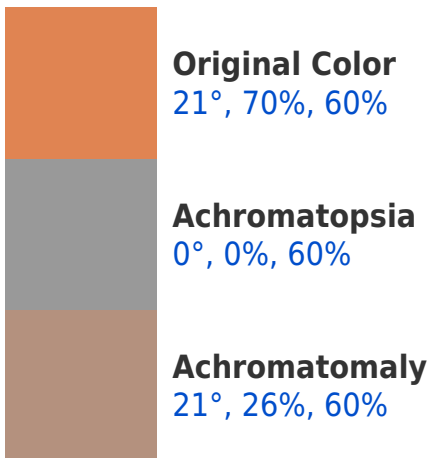 Original Color
21°, 70%, 60%
Achromatopsia
0°, 0%, 60%
Achromatomaly
21°, 26%, 60%